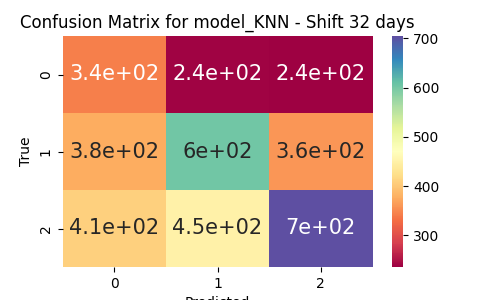 Confusion Matrix for model_KNN - Shift 32 days
0 3.4e+02 2.4e+02 2.4e+02
1 3.8e+02 6e+02 3.6e+02
2 4.1e+02 4.5e+02 7e+02
True
0 1 2
Predicted
700
600
500
400
300